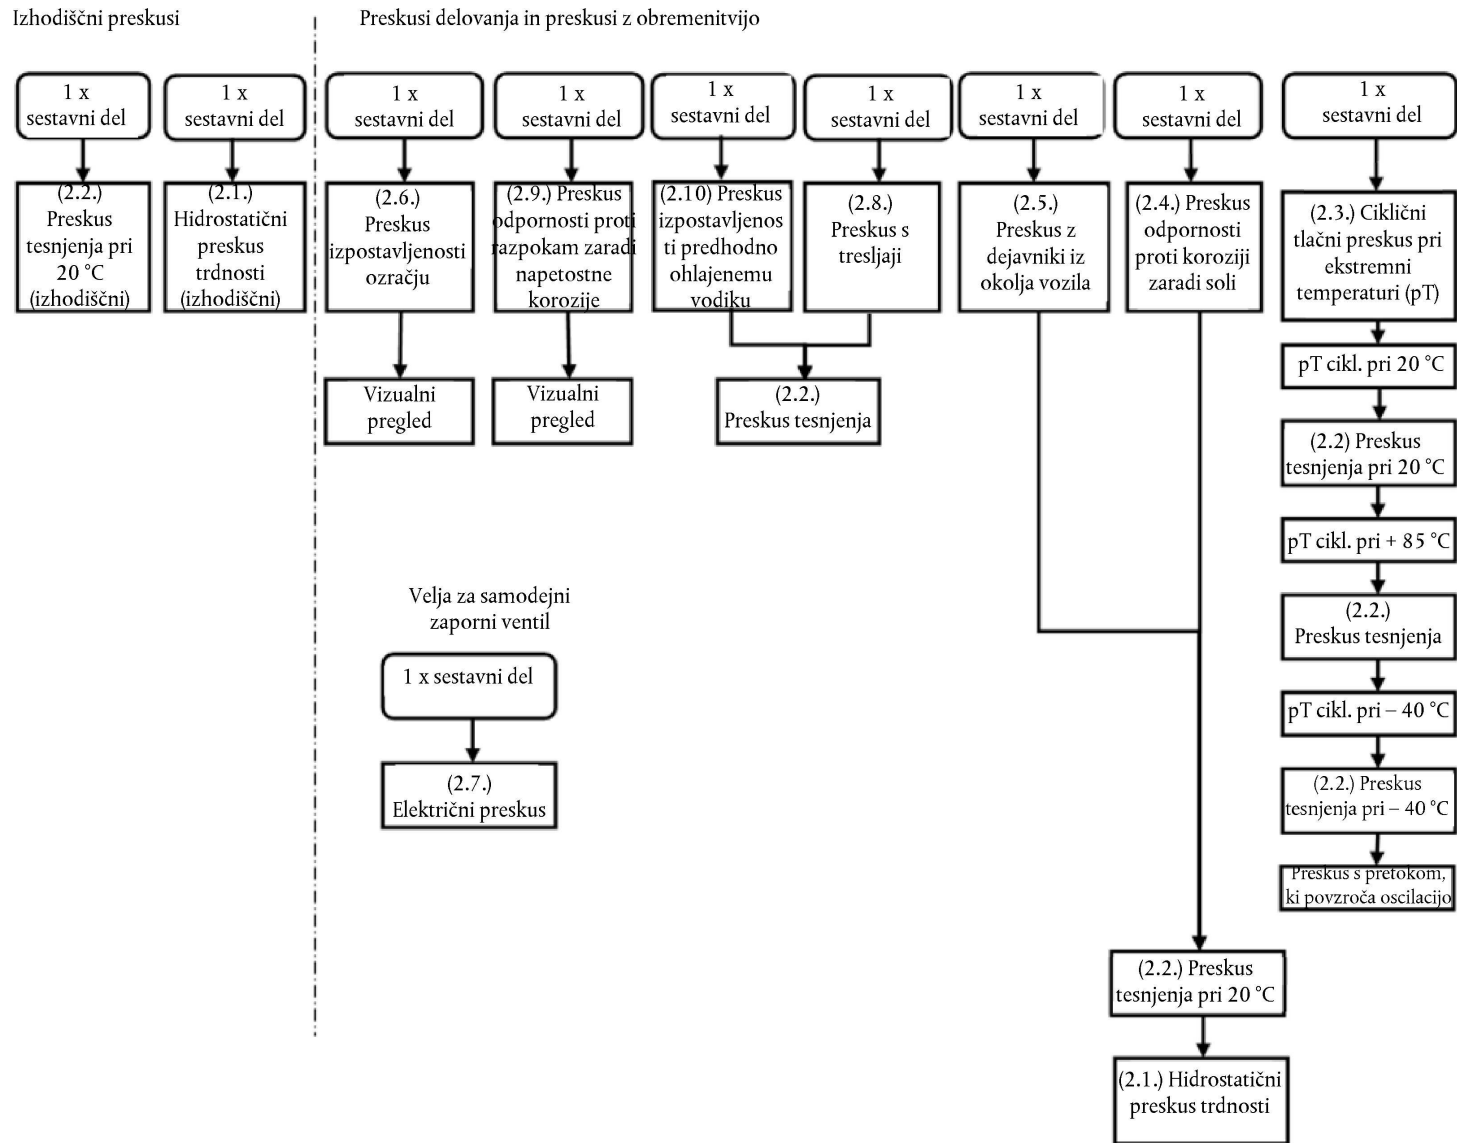 Izhodiščni preskusi
Preskusi delovanja in preskusi z obremenitvijo
1 x
sestavni del
1 x
sestavni del
1 x
sestavni del
1 x
sestavni del
1 x
sestavni del
1 x
sestavni del
1 x
sestavni del
1 x
sestavni del
1 x
sestavni del
(2.2.)
Preskus
tesnjenja pri
20 °C
(izhodiščni)
(2.1.)
Hidrostatični
preskus
trdnosti
(izhodiščni)
(2.6.)
Preskus
izpostavljenosti
ozračju
(2.9.) Preskus
odpornosti proti
razpokam zaradi
napetostne
korozije
(2.10) Preskus
izpostavljenos
ti predhodno
ohlajenemu
vodiku
(2.8.)
Preskus s
tresljaji
(2.5.)
Preskus z
dejavniki iz
okolja vozila
(2.4.) Preskus
odpornosti
proti koroziji
zaradi soli
(2.3.) Ciklični
tlačni preskus pri
ekstremni
temperaturi (pT)
Vizualni
pregled
Vizualni
pregled
(2.2.)
Preskus tesnjenja
pT cikl. pri 20 °C
(2.2) Preskus
tesnjenja pri 20 °C
pT cikl. pri + 85 °C
(2.2.)
Preskus tesnjenja
pT cikl. pri – 40 °C
(2.2.) Preskus
tesnjenja pri – 40 °C
Preskus s pretokom,
ki povzroča oscilacijo
Velja za samodejni
zaporni ventil
1 x sestavni del
(2.7.)
Električni preskus
(2.2.) Preskus
tesnjenja pri 20 °C
(2.1.) Hidrostatični
preskus trdnosti